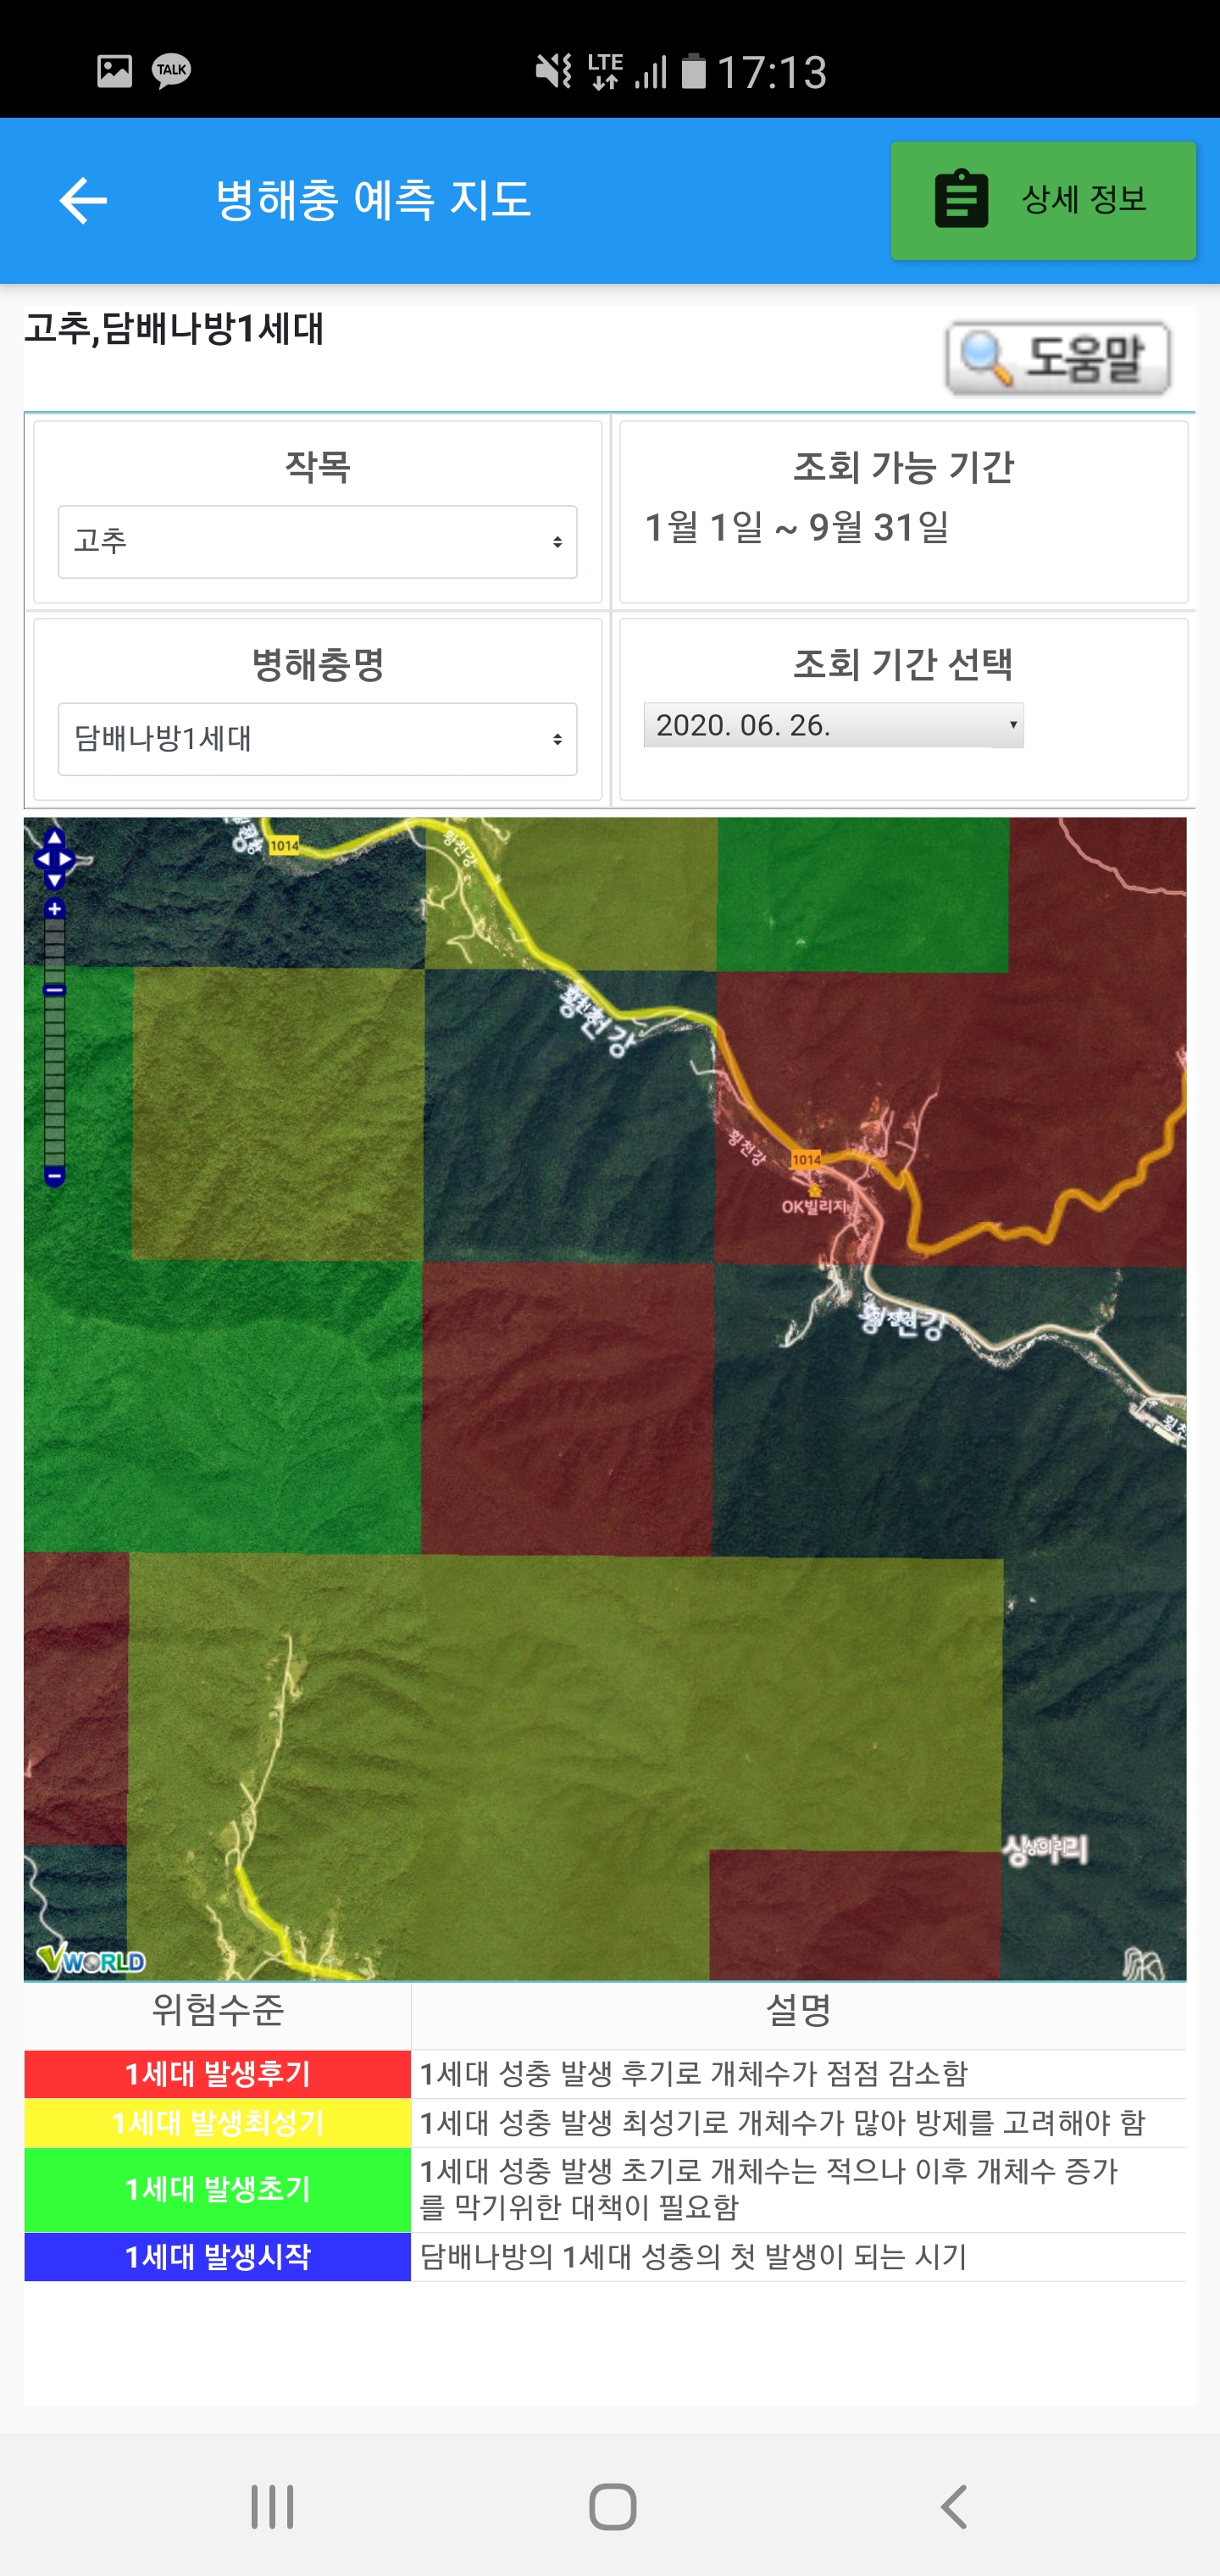 TALK LTE 17:13
병해충 예측 지도
상세 정보
고추,담배나방1세대
도움말
작목
조회 가능 기간
고추
1월 1일 ~ 9월 31일
병해충명
조회 기간 선택
담배나방1세대
2020. 06. 26.
1014
횡천강
횡천강
횡천강
1014
OK빌리지
횡천강
VWORLD
위험수준
설명
1세대 발생후기
1세대 성충 발생 후기로 개체수가 점점 감소함
1세대 발생최성기
1세대 성충 발생 최성기로 개체수가 많아 방제를 고려해야 함
1세대 발생초기
1세대 성충 발생 초기로 개체수는 적으나 이후 개체수 증가
를 막기위한 대책이 필요함
1세대 발생시작
담배나방의 1세대 성충의 첫 발생이 되는 시기